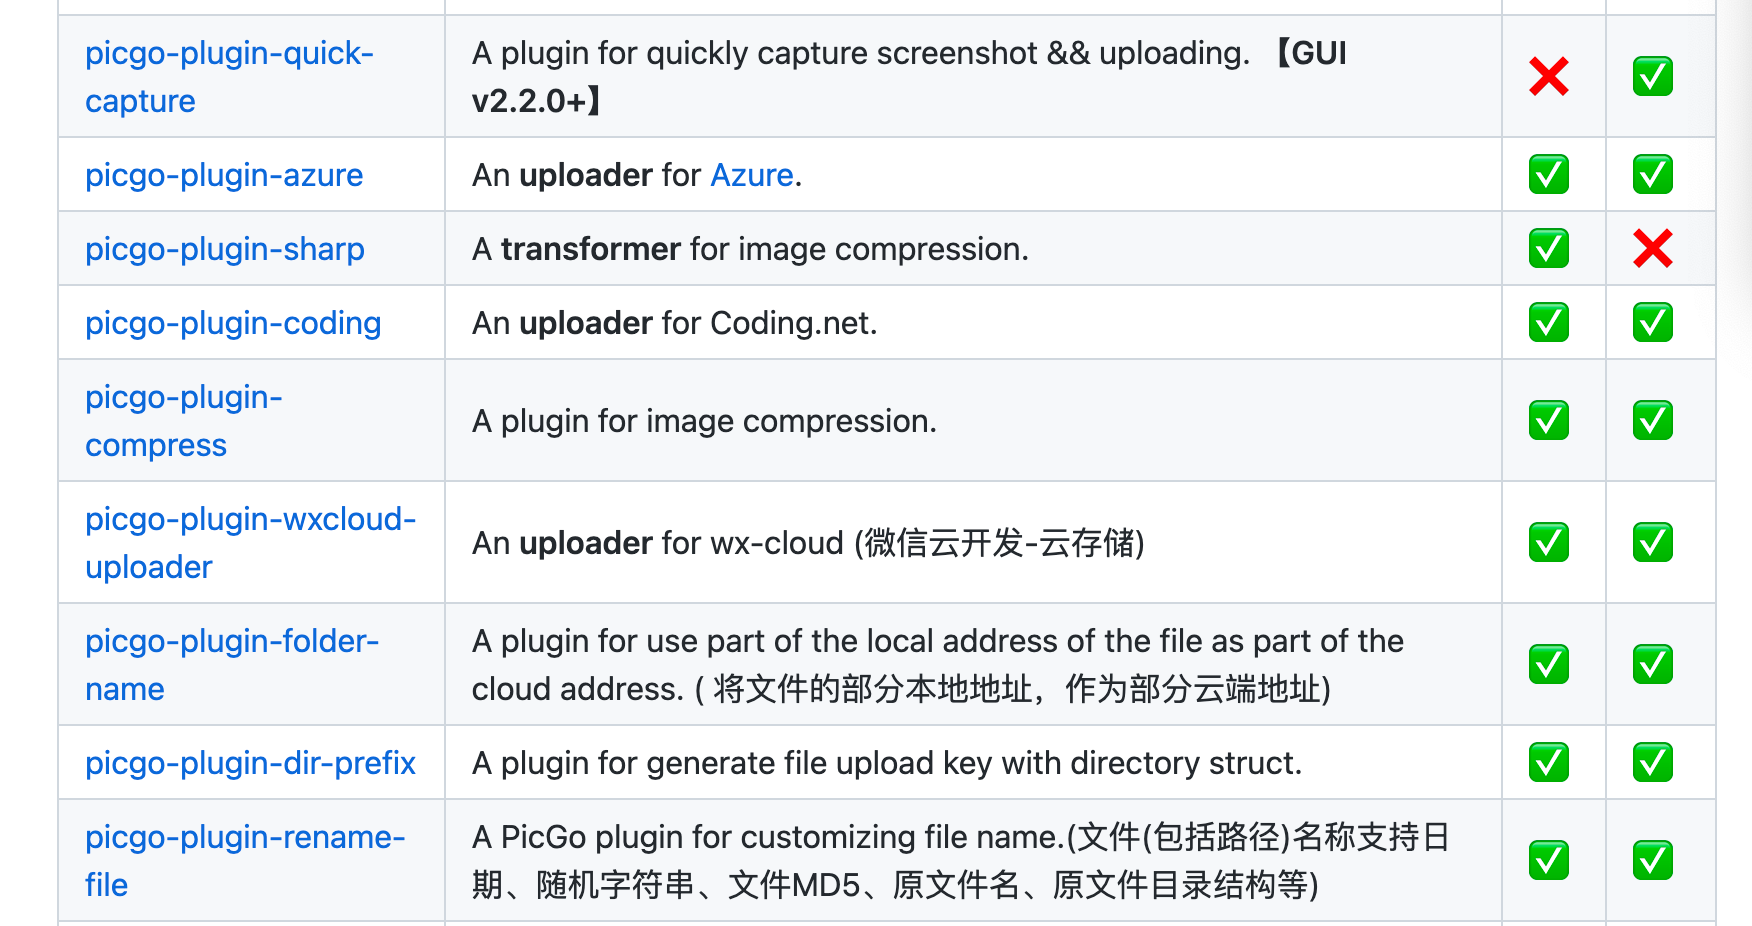 picgo-plugin-quick-
capture
A plugin for quickly capture screenshot && uploading. 【GUI
v2.2.0+】
❌
✅
picgo-plugin-azure
An uploader for Azure.
✅
✅
picgo-plugin-sharp
A transformer for image compression.
✅
❌
picgo-plugin-coding
An uploader for Coding.net.
✅
✅
picgo-plugin-
compress
A plugin for image compression.
✅
✅
picgo-plugin-wxcloud-
uploader
An uploader for wx-cloud (微信云开发-云存储)
✅
✅
picgo-plugin-folder-
name
A plugin for use part of the local address of the file as part of the
cloud address. ( 将文件的部分本地地址，作为部分云端地址)
✅
✅
picgo-plugin-dir-prefix
A plugin for generate file upload key with directory struct.
✅
✅
picgo-plugin-rename-
file
A PicGo plugin for customizing file name.(文件(包括路径)名称支持日
期、随机字符串、文件MD5、原文件名、原文件目录结构等)
✅
✅